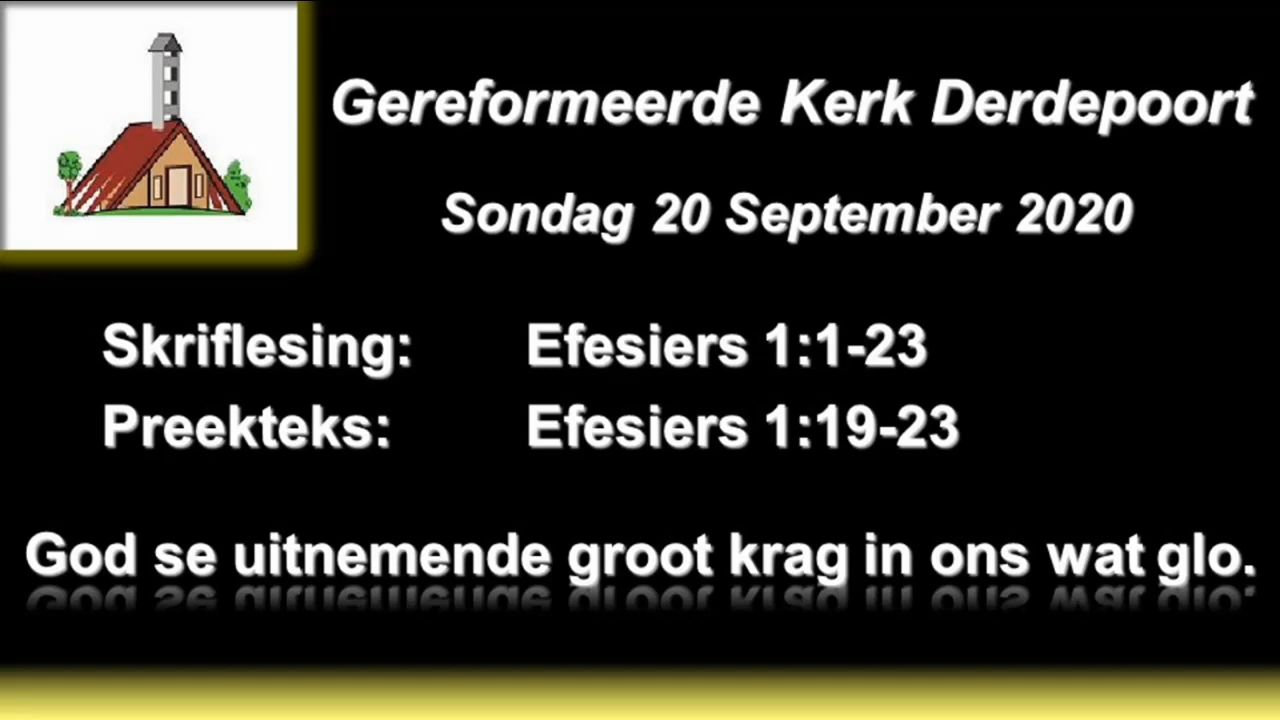 Gereformeerde Kerk Derdepoort
Sondag 20 September 2020
Skriflesing: Efesiers 1:1-23
Preekteks: Efesiers 1:19-23
God se uitnemende groot krag in ons wat glo.